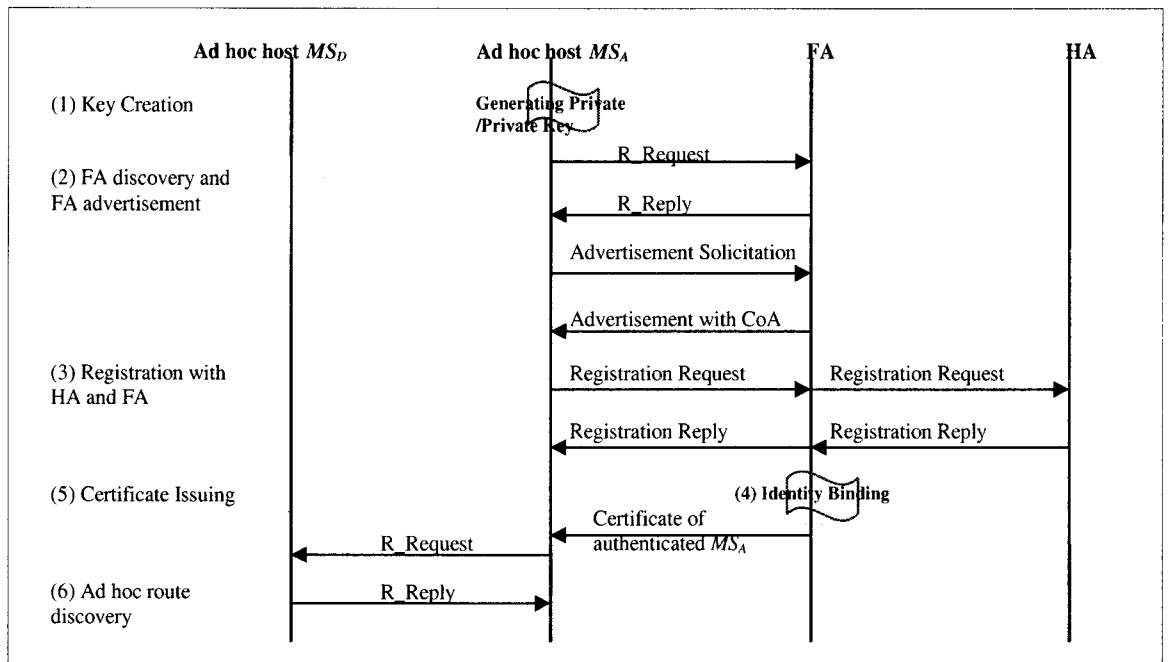 Ad hoc host MS_D
Ad hoc host MS_A
FA
HA
(1) Key Creation
Generating Private
/Private Key
R_Request
(2) FA discovery and
FA advertisement
R_Reply
Advertisement Solicitation
Advertisement with CoA
(3) Registration with
HA and FA
Registration Request
Registration Request
Registration Reply
Registration Reply
(5) Certificate Issuing
(4) Identity Binding
Certificate of
authenticated MS_A
R_Request
(6) Ad hoc route
discovery
R_Reply